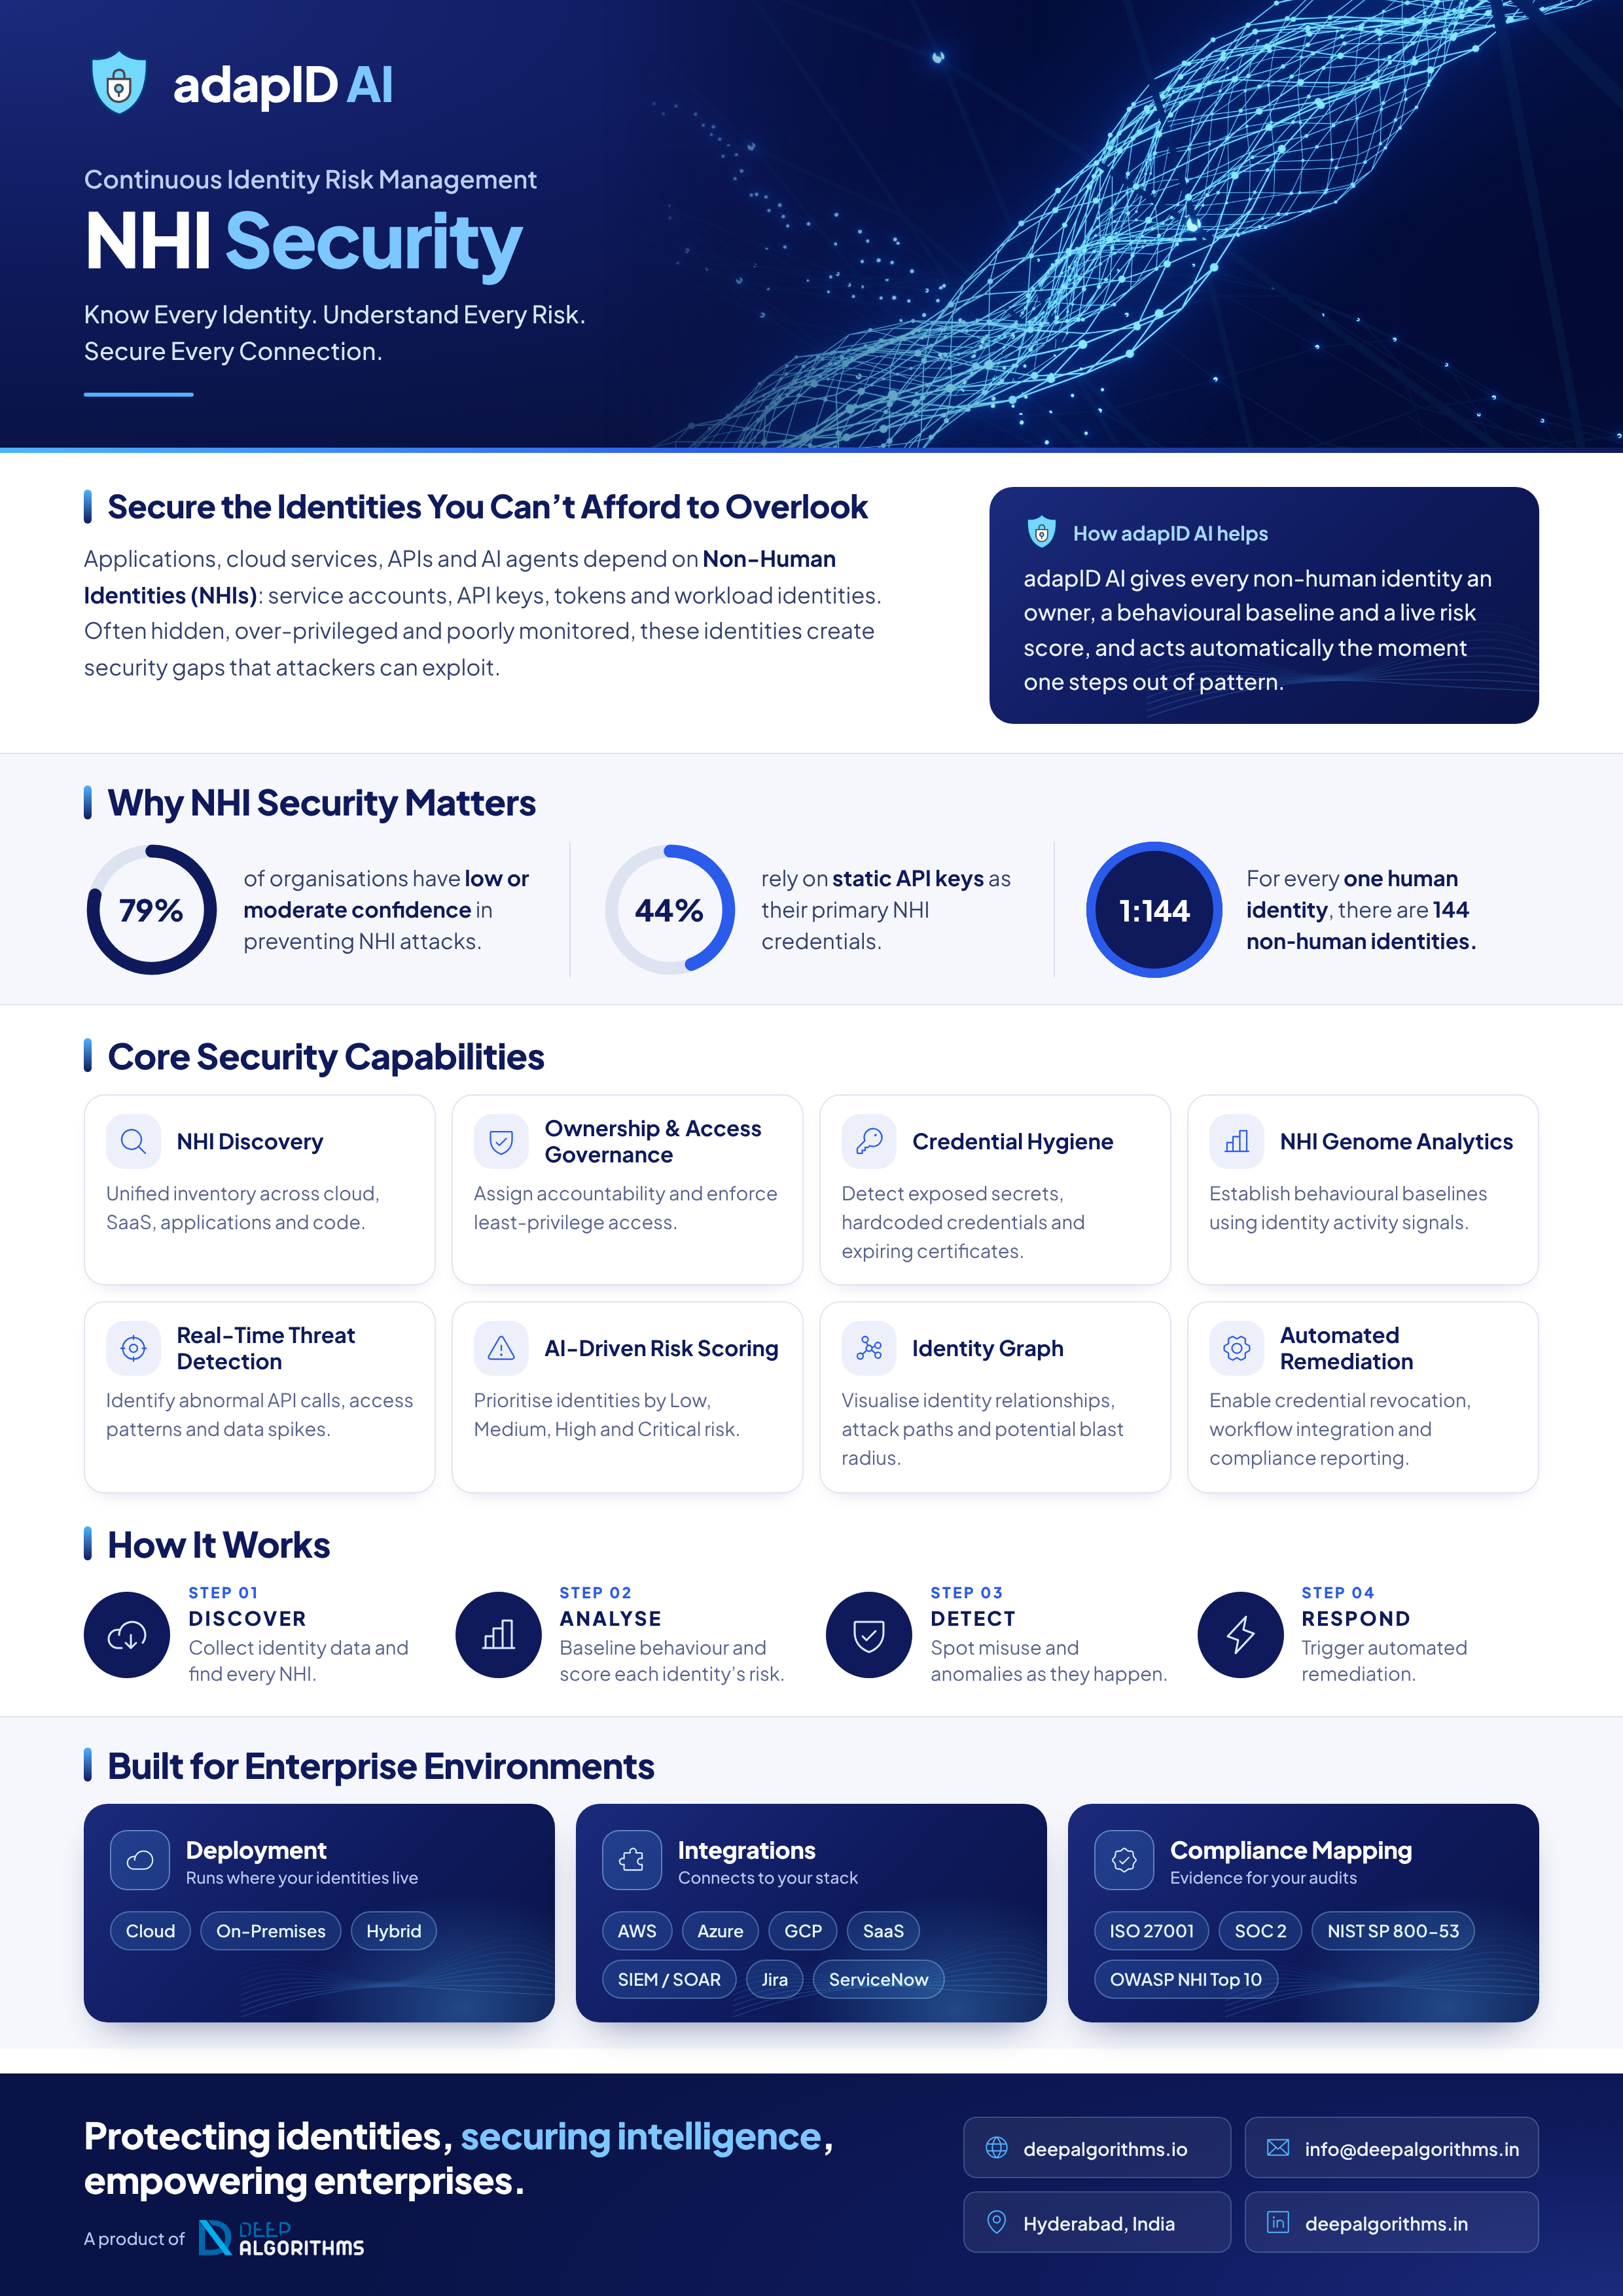 adapID AI
Continuous Identity Risk Management
NHI Security
Know Every Identity. Understand Every Risk.
Secure Every Connection.
Secure the Identities You Can’t Afford to Overlook
Applications, cloud services, APIs and AI agents depend on Non-Human
Identities (NHIs): service accounts, API keys, tokens and workload identities.
Often hidden, over-privileged and poorly monitored, these identities create
security gaps that attackers can exploit.
How adapID AI helps
adapID AI gives every non-human identity an
owner, a behavioural baseline and a live risk
score, and acts automatically the moment
one steps out of pattern.
Why NHI Security Matters
79%
of organisations have low or
moderate confidence in
preventing NHI attacks.
44%
rely on static API keys as
their primary NHI
credentials.
1:144
For every one human
identity, there are 144
non-human identities.
Core Security Capabilities
NHI Discovery
Unified inventory across cloud,
SaaS, applications and code.
Ownership & Access
Governance
Assign accountability and enforce
least-privilege access.
Credential Hygiene
Detect exposed secrets,
hardcoded credentials and
expiring certificates.
NHI Genome Analytics
Establish behavioural baselines
using identity activity signals.
Real-Time Threat
Detection
Identify abnormal API calls, access
patterns and data spikes.
AI-Driven Risk Scoring
Prioritise identities by Low,
Medium, High and Critical risk.
Identity Graph
Visualise identity relationships,
attack paths and potential blast
radius.
Automated
Remediation
Enable credential revocation,
workflow integration and
compliance reporting.
How It Works
STEP 01
DISCOVER
Collect identity data and
find every NHI.
STEP 02
ANALYSE
Baseline behaviour and
score each identity’s risk.
STEP 03
DETECT
Spot misuse and
anomalies as they happen.
STEP 04
RESPOND
Trigger automated
remediation.
Built for Enterprise Environments
Deployment
Runs where your identities live
Cloud
On-Premises
Hybrid
Integrations
Connects to your stack
AWS
Azure
GCP
SaaS
SIEM / SOAR
Jira
ServiceNow
Compliance Mapping
Evidence for your audits
ISO 27001
SOC 2
NIST SP 800-53
OWASP NHI Top 10
Protecting identities, securing intelligence,
empowering enterprises.
A product of
DEEP
ALGORITHMS
deepalgorithms.io
info@deepalgorithms.in
Hyderabad, India
in
deepalgorithms.in